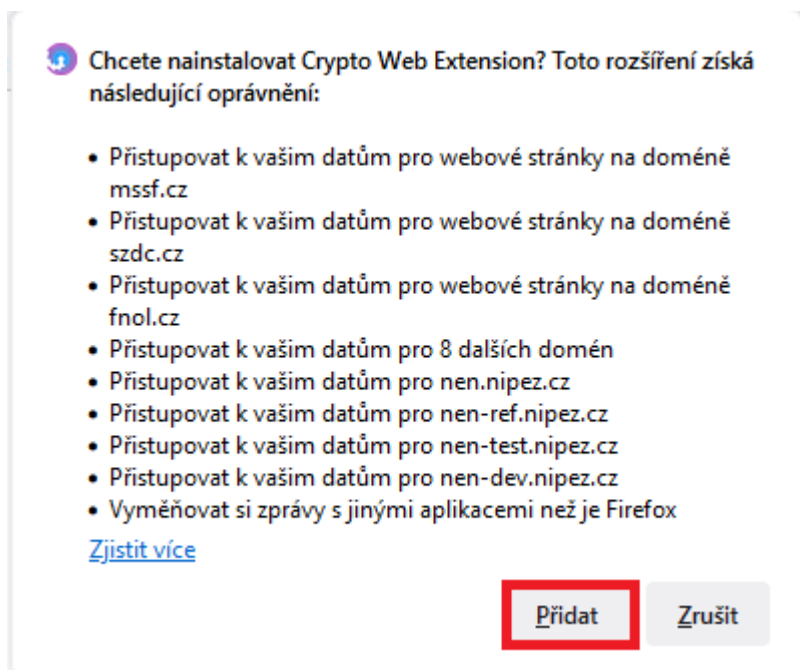 Chcete nainstalovat Crypto Web Extension? Toto rozšíření získá
následující oprávnění:
• Přistupovat k vašim datům pro webové stránky na doméně
mssf.cz
• Přistupovat k vašim datům pro webové stránky na doméně
szdc.cz
• Přistupovat k vašim datům pro webové stránky na doméně
fnol.cz
• Přistupovat k vašim datům pro 8 dalších domén
• Přistupovat k vašim datům pro nen.nipez.cz
• Přistupovat k vašim datům pro nen-ref.nipez.cz
• Přistupovat k vašim datům pro nen-test.nipez.cz
• Přistupovat k vašim datům pro nen-dev.nipez.cz
• Vyměňovat si zprávy s jinými aplikacemi než je Firefox
Zjistit více
Přidat Zrušit